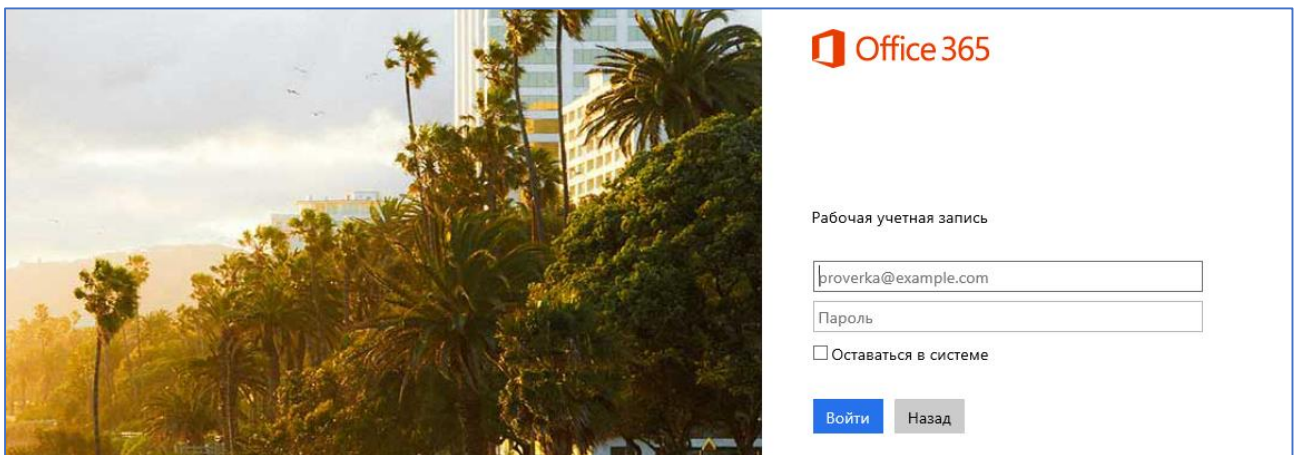 Office 365
Рабочая учетная запись
proverka@example.com
Пароль
Оставаться в системе
Войти Назад